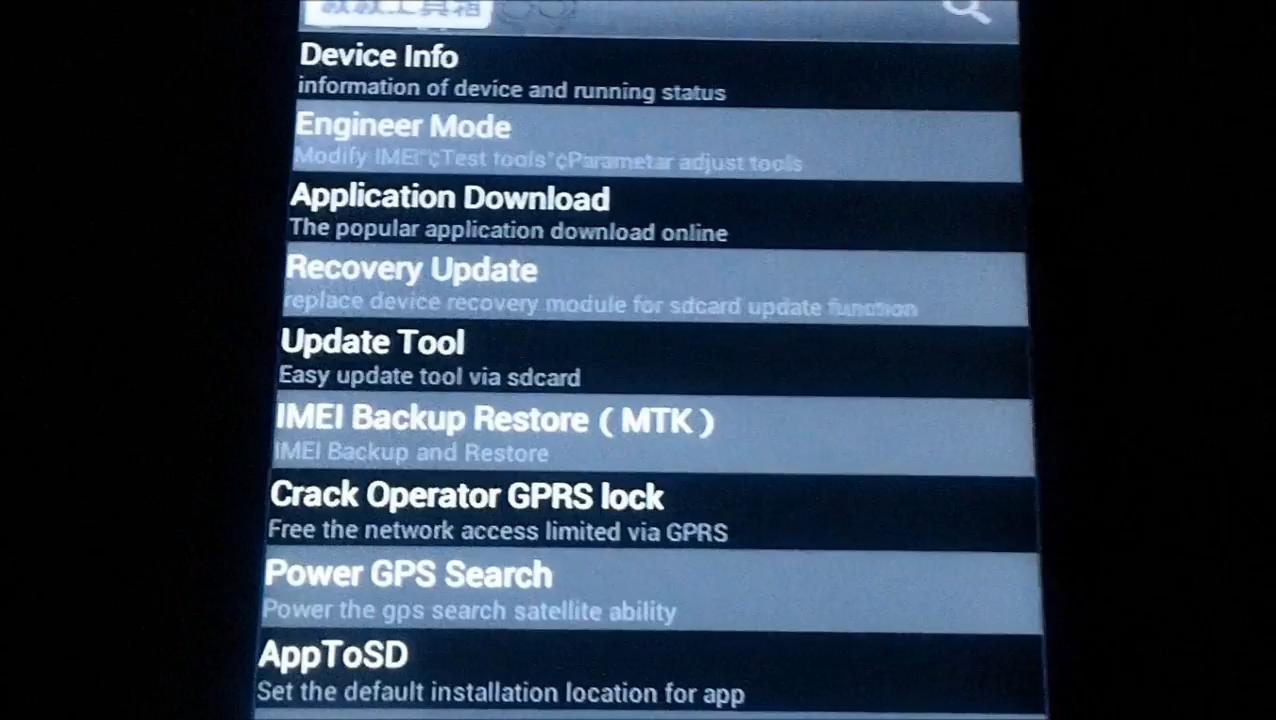 工具箱
Device Info
information of device and running status
Engineer Mode
Modify IMEI"çTest tools"çParametar adjust tools
Application Download
The popular application download online
Recovery Update
replace device recovery module for sdcard update function
Update Tool
Easy update tool via sdcard
IMEI Backup Restore ( MTK )
IMEI Backup and Restore
Crack Operator GPRS lock
Free the network access limited via GPRS
Power GPS Search
Power the gps search satellite ability
AppToSD
Set the default installation location for app